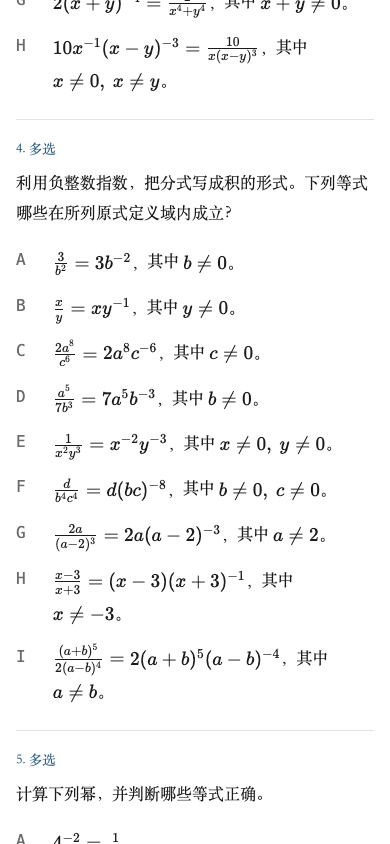 G 2(x + y)
H 10x⁻¹(x − y)⁻³ = 10/(x(x−y)³)，其中
x ≠ 0, x ≠ y。
4. 多选
利用负整数指数，把分式写成积的形式。下列等式
哪些在所列原式定义域内成立？
A 3/b² = 3b⁻²，其中 b ≠ 0。
B x/y = xy⁻¹，其中 y ≠ 0。
C 2a⁸/c⁶ = 2a⁸c⁻⁶，其中 c ≠ 0。
D a⁵/(7b³) = 7a⁵b⁻³，其中 b ≠ 0。
E 1/(x²y³) = x⁻²y⁻³，其中 x ≠ 0, y ≠ 0。
F d/(b⁴c⁴) = d(bc)⁻⁸，其中 b ≠ 0, c ≠ 0。
G 2a/(a−2)³ = 2a(a − 2)⁻³，其中 a ≠ 2。
H (x−3)/(x+3) = (x − 3)(x + 3)⁻¹，其中
x ≠ −3。
I (a+b)⁵/(2(a−b)⁴) = 2(a + b)⁵(a − b)⁻⁴，其中
a ≠ b。
5. 多选
计算下列幂，并判断哪些等式正确。
A 4⁻² = 1